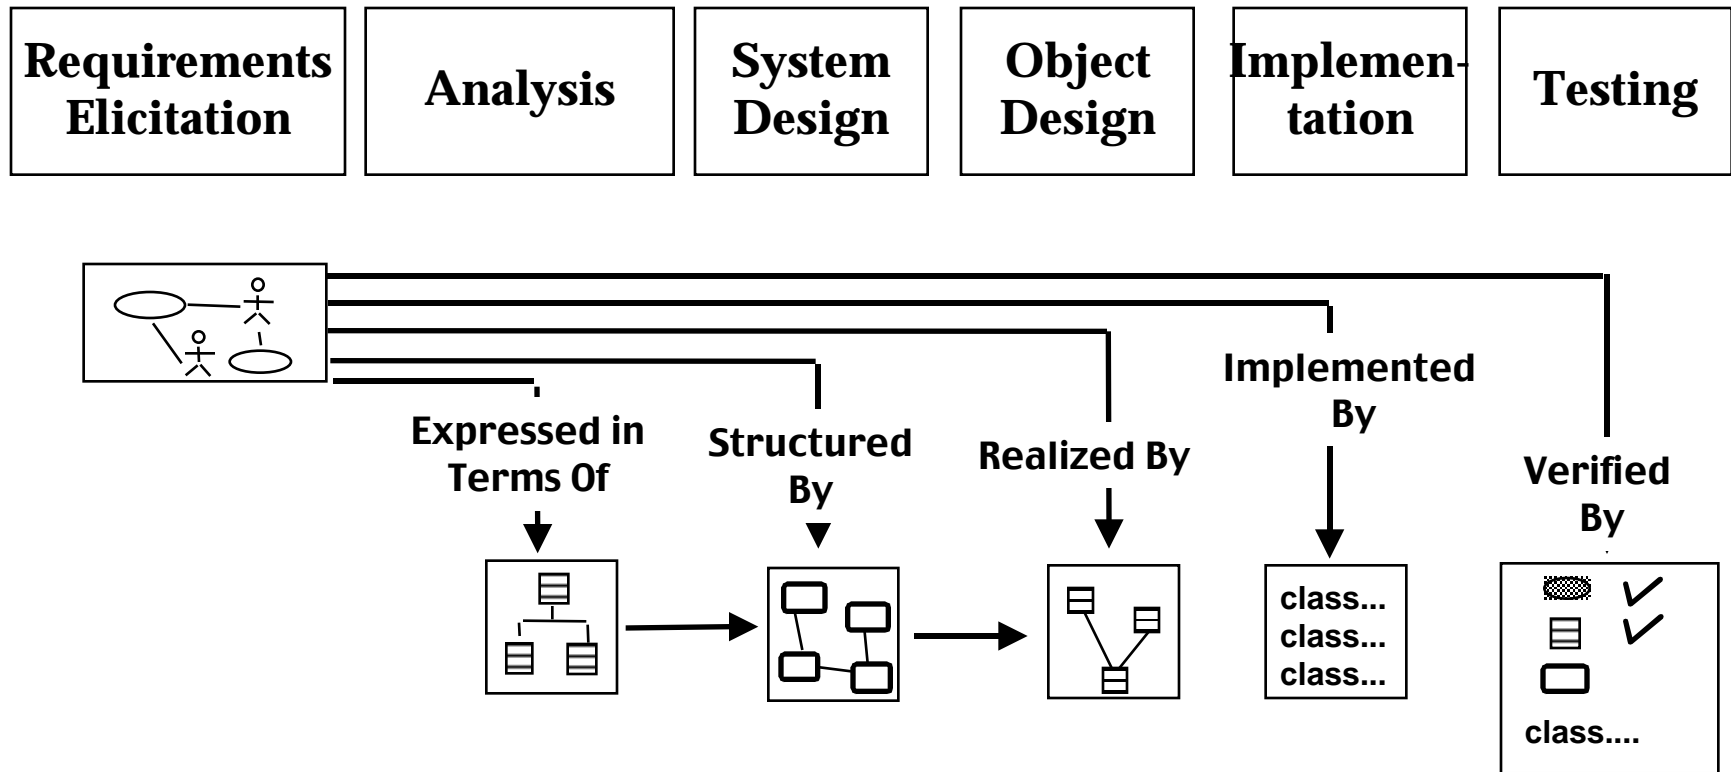 Requirements
Elicitation
Analysis
System
Design
Object
Design
Implemen-
tation
Testing
Expressed in
Terms Of
Structured
By
Realized By
Implemented
By
Verified
By
class...
class...
class...
class....